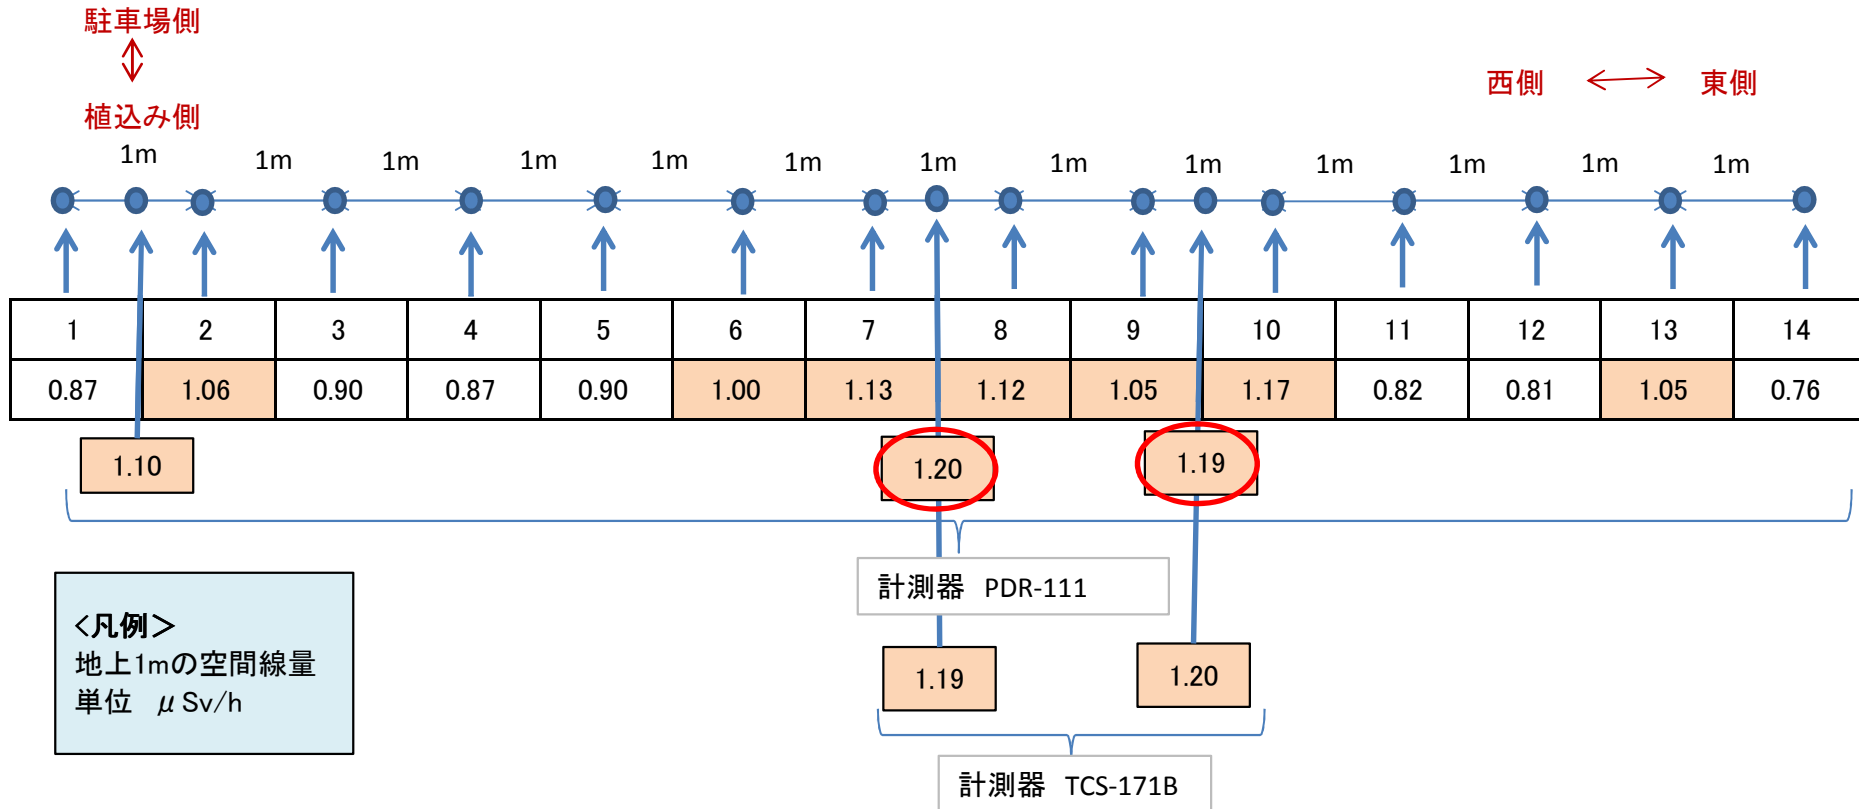 駐車場側
植込み側
西側 東側
1m 1m 1m 1m 1m 1m 1m 1m 1m 1m 1m 1m 1m
1 2 3 4 5 6 7 8 9 10 11 12 13 14
0.87 1.06 0.90 0.87 0.90 1.00 1.13 1.12 1.05 1.17 0.82 0.81 1.05 0.76
1.10 1.20 1.19
計測器 PDR-111
<凡例>
地上1mの空間線量
単位 μSv/h
1.19 1.20
計測器 TCS-171B